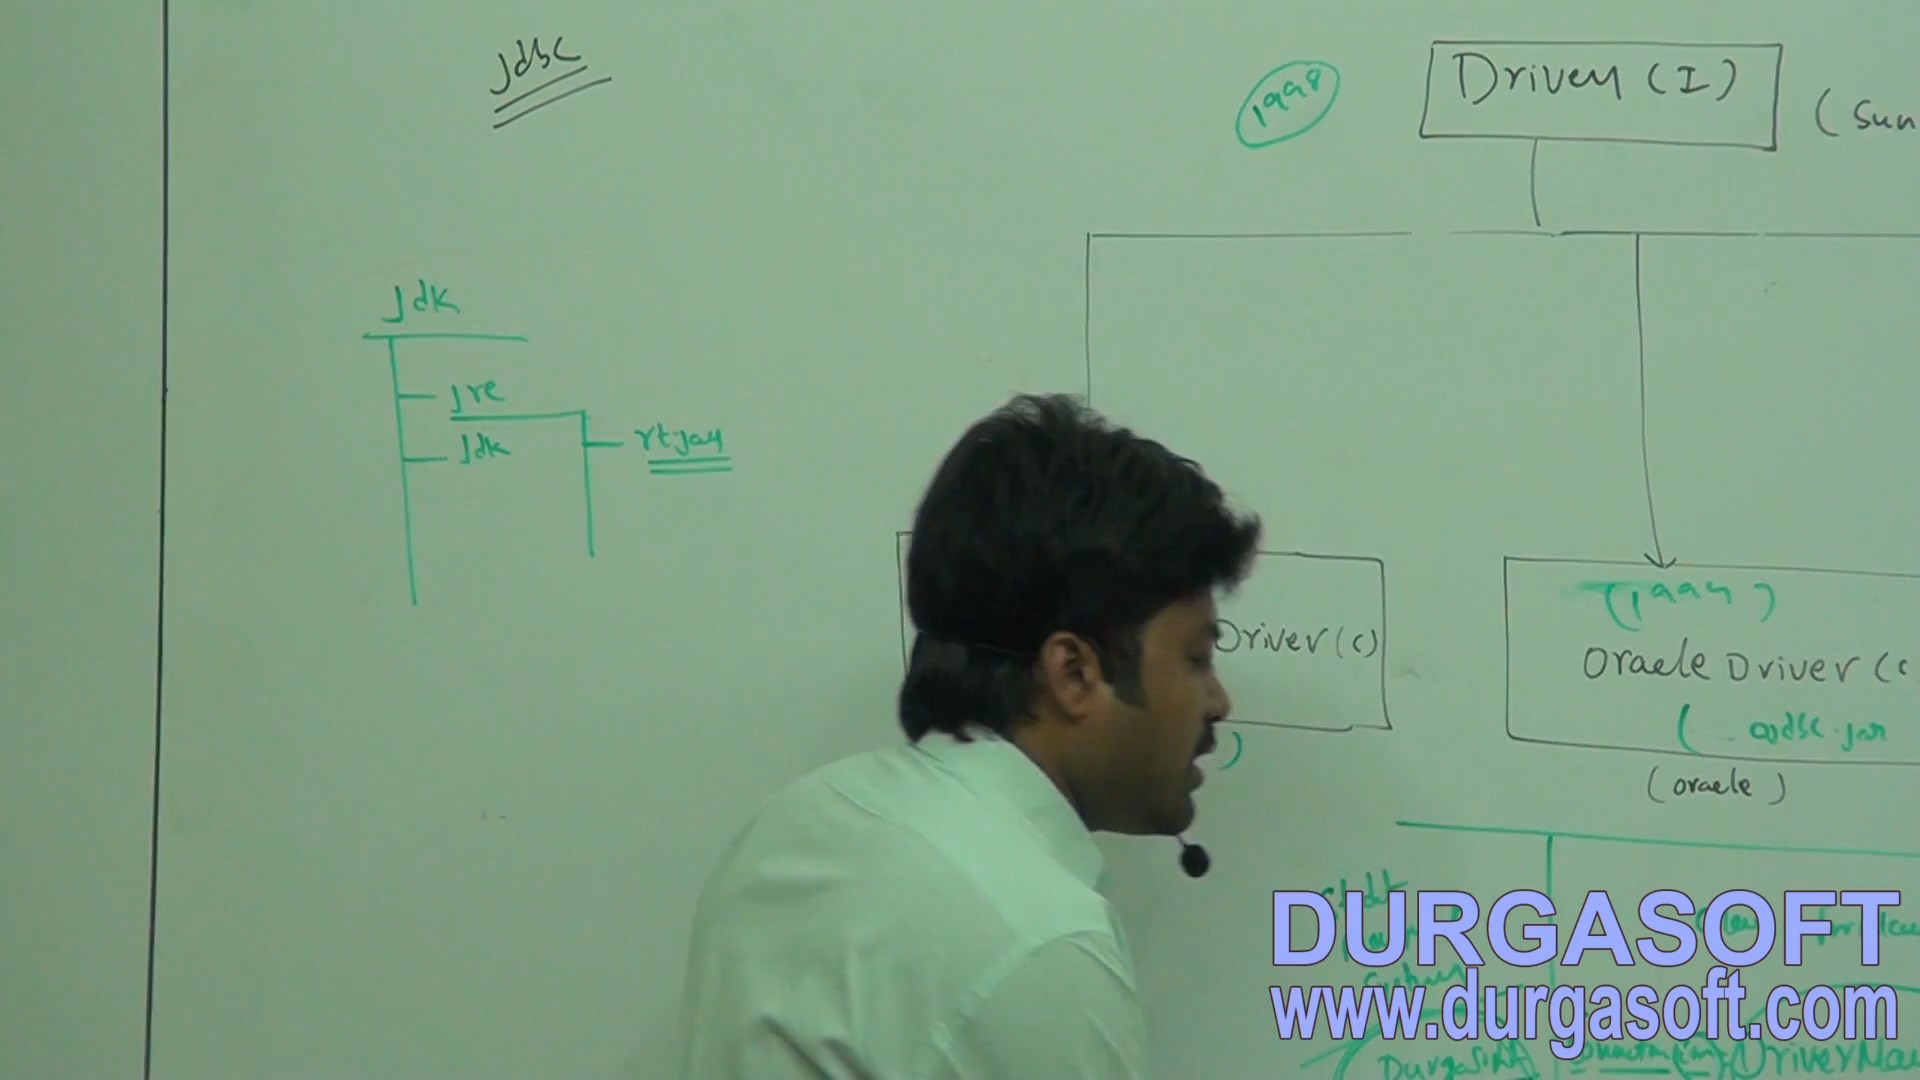 jdbc
1998
Driver (I)
(Sun
jdk
jre
jdk
rt.jar
Driver (C)
(1999)
Oracle Driver (C
( ojdbc.jar
(oracle)
)
DURGASOFT
www.durgasoft.com
DriverMan